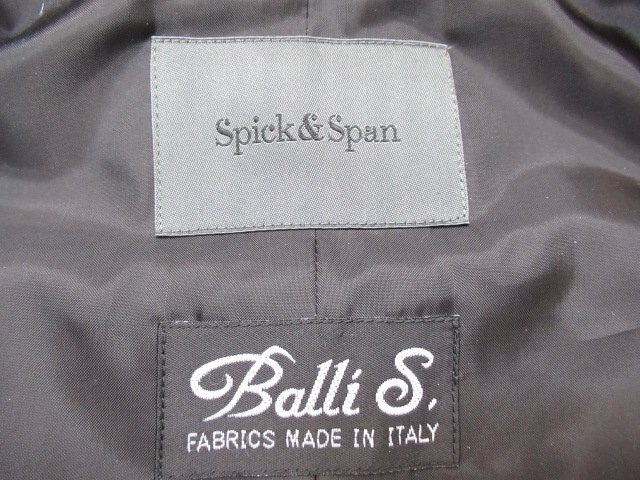 Spick&Span
Balli S.
FABRICS MADE IN ITALY